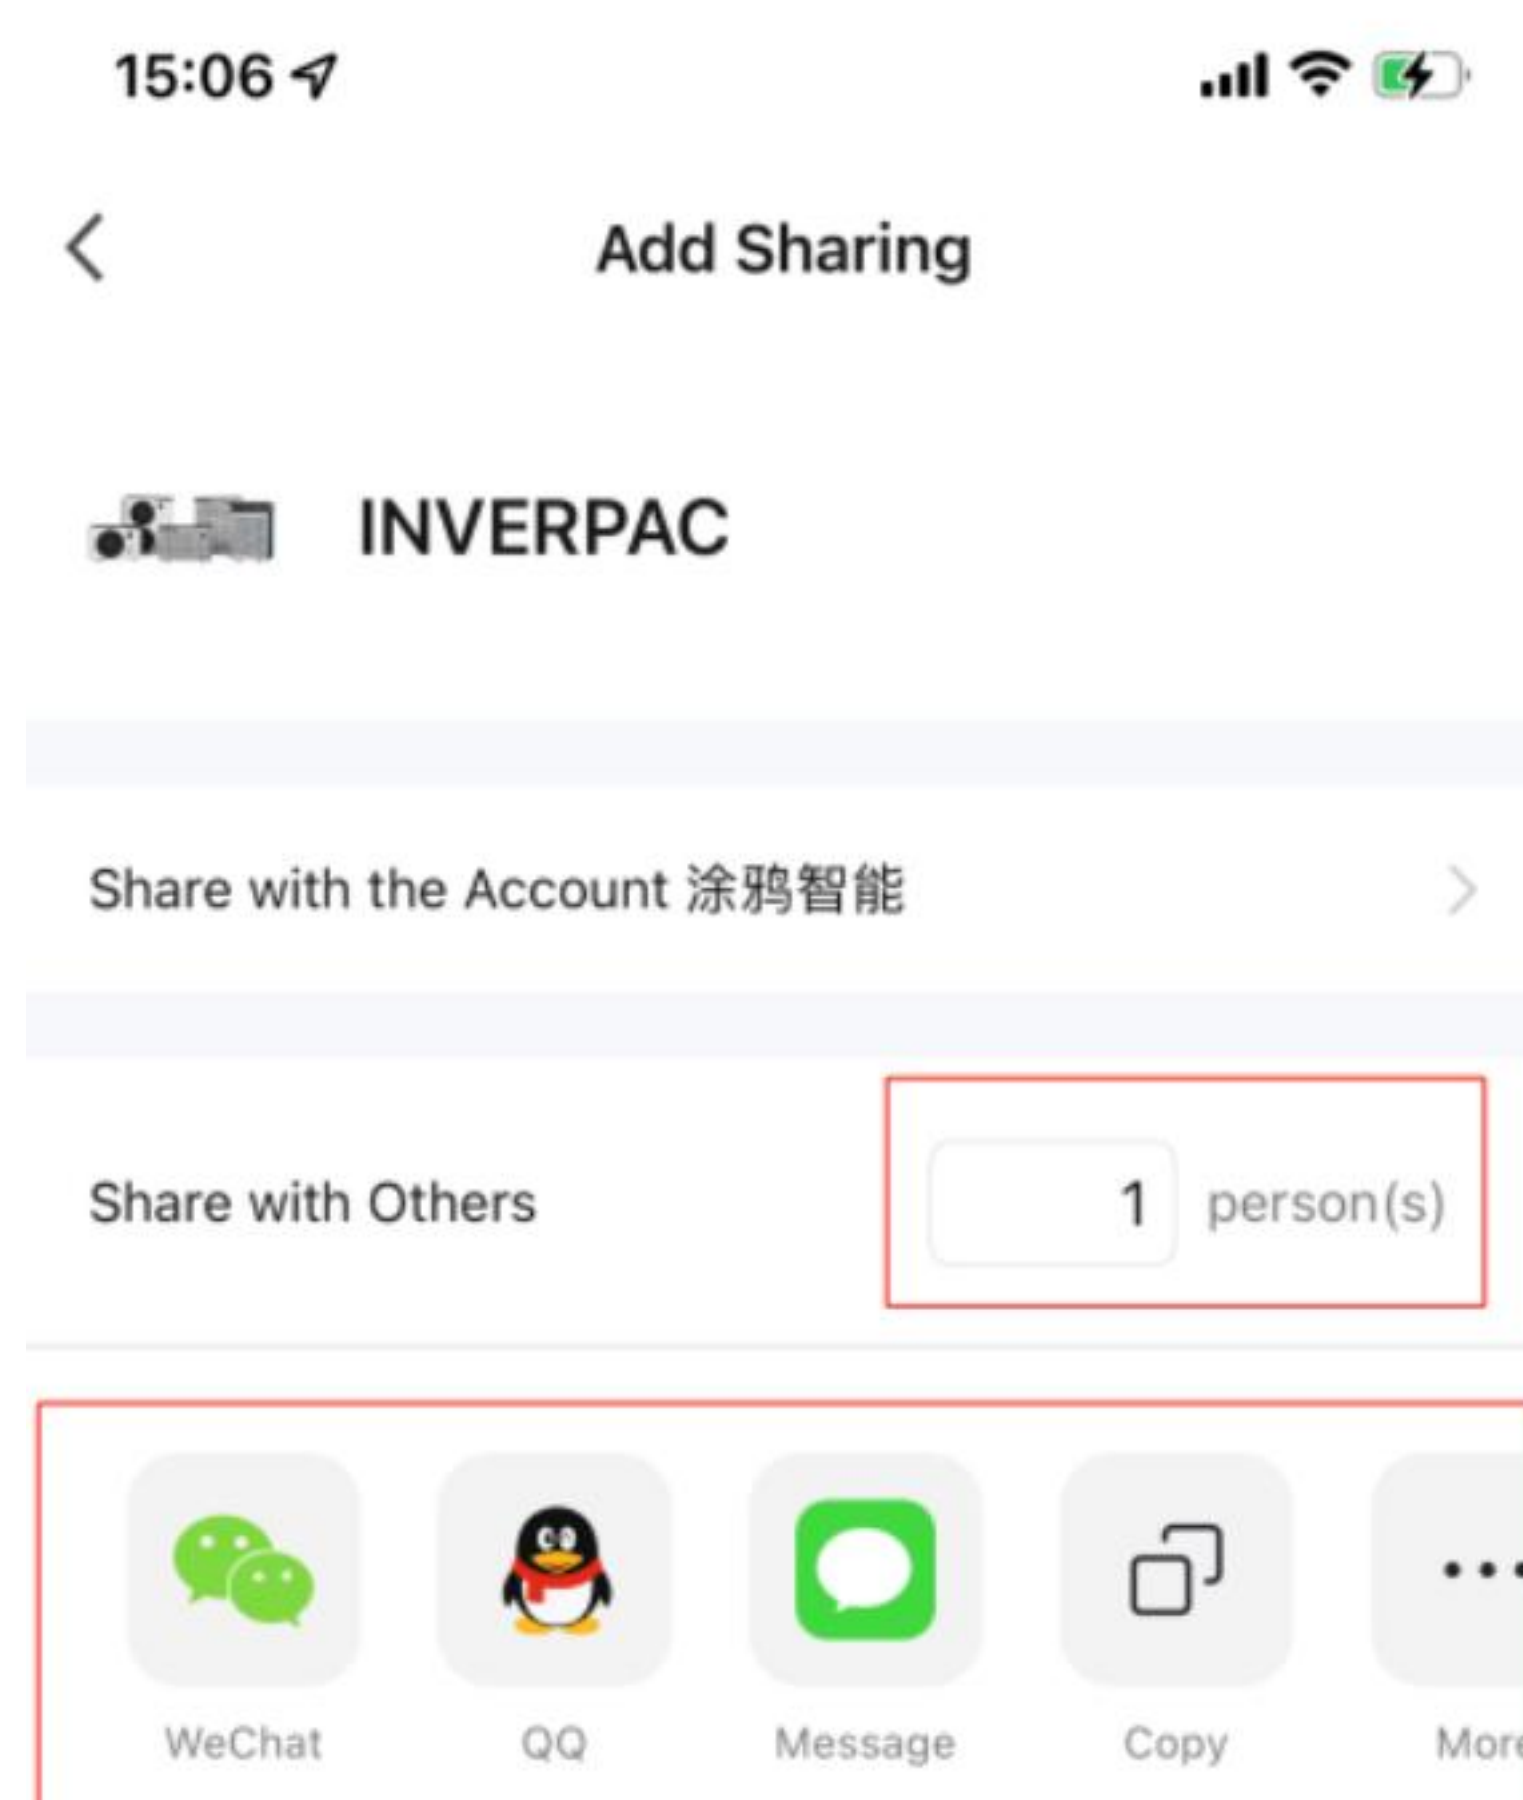 15:06
Add Sharing
INVERPAC
Share with the Account 涂鸦智能
Share with Others 1 person(s)
WeChat QQ Message Copy More